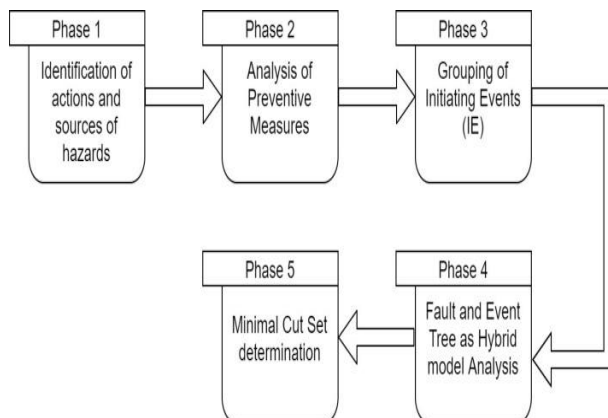 Phase 1
Identification of
actions and
sources of
hazards
Phase 2
Analysis of
Preventive
Measures
Phase 3
Grouping of
Initiating Events
(IE)
Phase 4
Fault and Event
Tree as Hybrid
model Analysis
Phase 5
Minimal Cut Set
determination